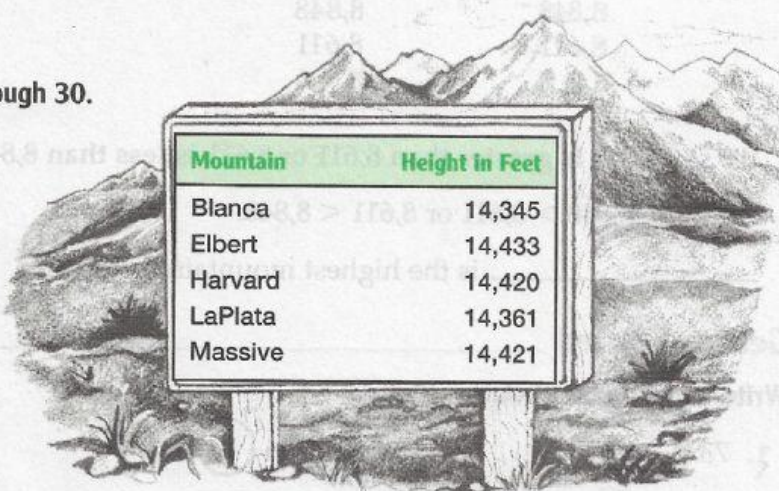 ough 30.
Mountain Height in Feet
Blanca 14,345
Elbert 14,433
Harvard 14,420
LaPlata 14,361
Massive 14,421